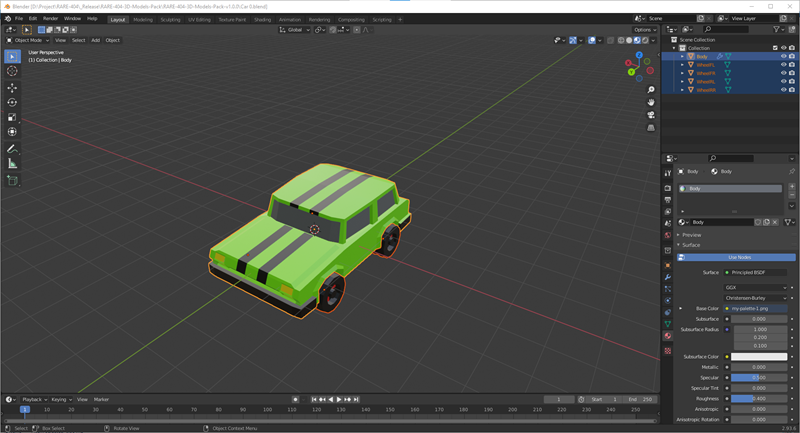 Blender [D:\Project\RARE-404\_Release\RARE-404-3D-Models-Pack\RARE-404-3D-Models-Pack-v1.0.0\Car 0.blend]
File Edit Render Window Help Layout Modeling Sculpting UV Editing Texture Paint Shading Animation Rendering Compositing Scripting Scene View Layer
Object Mode View Select Add Object Global Options
User Perspective
(1) Collection | Body
Scene Collection
Collection
Body
WheelFL
WheelFR
WheelRL
WheelRR
Body Body
Body
Body
Preview
Surface
Use Nodes
Surface Principled BSDF
GGX
Christensen-Burley
Base Color my-palette-1.png
Subsurface 0.000
Subsurface Radius 1.000
0.200
0.100
Subsurface Color
Metallic 0.000
Specular 0.500
Specular Tint 0.000
Roughness 0.400
Anisotropic 0.000
Anisotropic Rotation 0.000
Playback Keying View Marker 1 Start 1 End 250
1 10 20 30 40 50 60 70 80 90 100 110 120 130 140 150 160 170 180 190 200 210 220 230 240 250
Select Box Select Rotate View Object Context Menu 2.93.6